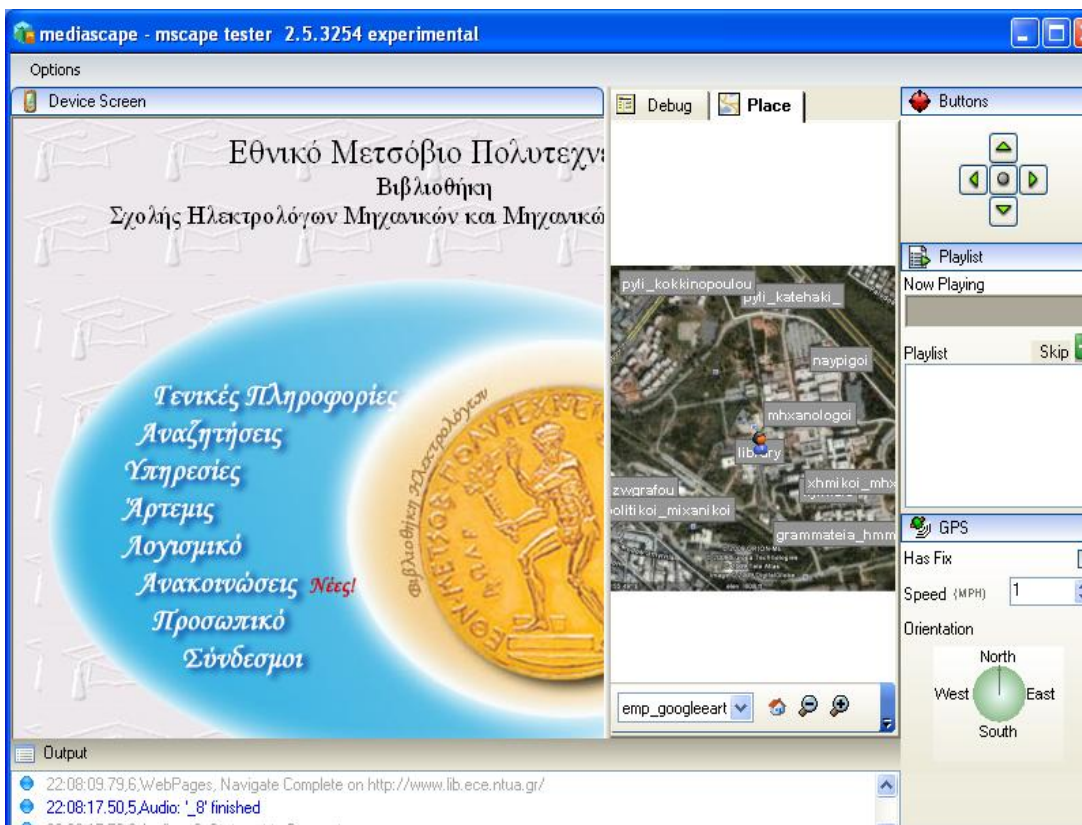 mediascape - mscape tester 2.5.3254 experimental
Options
Device Screen
Εθνικό Μετσόβιο Πολυτεχνε
Βιβλιοθήκη
Σχολής Ηλεκτρολόγων Μηχανικών και Μηχανικώ
Γενικές Πληροφορίες
Αναζητήσεις
Υπηρεσίες
Άρτεμις
Λογισμικό
Ανακοινώσεις Νέες!
Προσωπικό
Σύνδεσμοι
Βιβλιοθήκη Ηλεκτρολόγων
Debug
Place
pyli_kokkinopoulou
pyli_katehaki_
naypigoi
mhxanologoi
library
xhmikoi_mhx
zwgrafou
politikoi_mixanikoi
grammateia_hmm
emp_googleeart
Buttons
Playlist
Now Playing
Playlist
Skip
GPS
Has Fix
Speed (MPH) 1
Orientation
North
West
East
South
Output
22:08:09.79,6,WebPages, Navigate Complete on http://www.lib.ece.ntua.gr/
22:08:17.50,5,Audio: '_8' finished